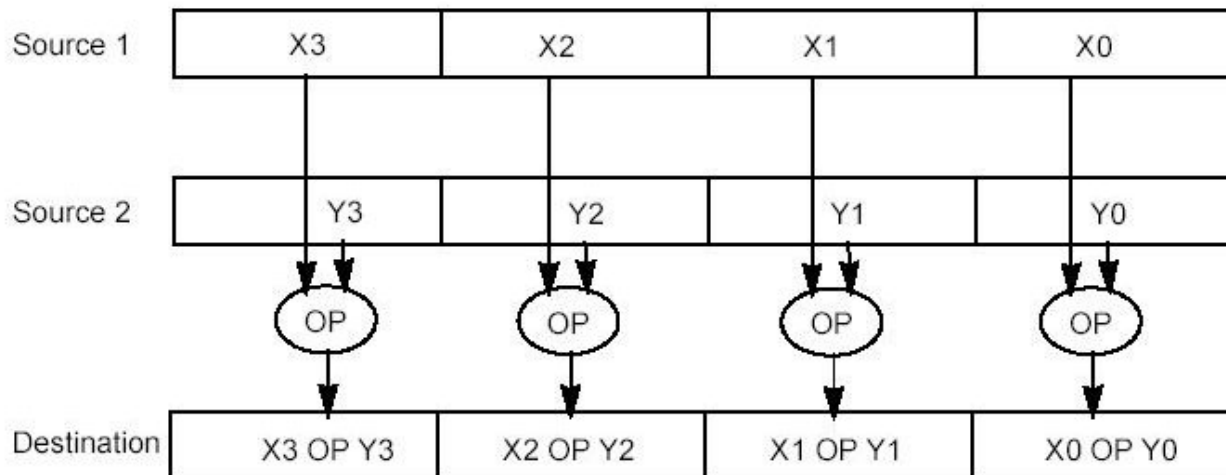 Source 1 X3 X2 X1 X0
Source 2 Y3 Y2 Y1 Y0
OP OP OP OP
Destination X3 OP Y3 X2 OP Y2 X1 OP Y1 X0 OP Y0